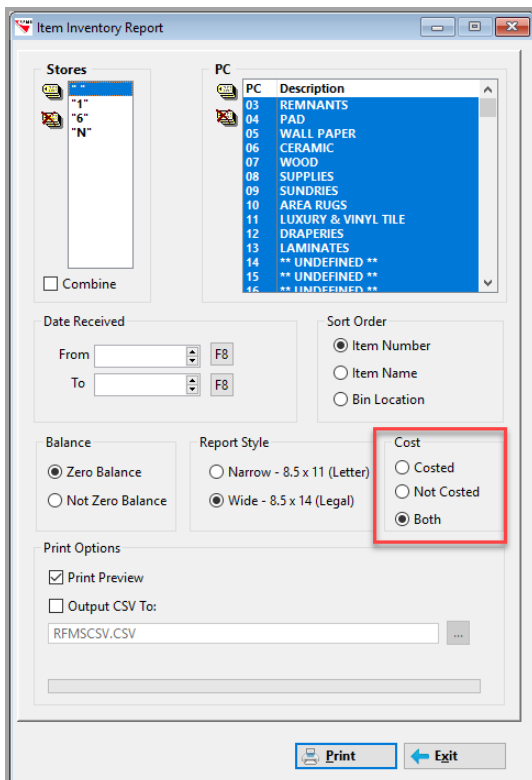 Item Inventory Report
Stores
" "
"1"
"6"
"N"
Combine
PC
PC Description
03 REMNANTS
04 PAD
05 WALL PAPER
06 CERAMIC
07 WOOD
08 SUPPLIES
09 SUNDRIES
10 AREA RUGS
11 LUXURY & VINYL TILE
12 DRAPERIES
13 LAMINATES
14 ** UNDEFINED **
15 ** UNDEFINED **
16 ** UNDEFINED **
Date Received
From F8
To F8
Sort Order
Item Number
Item Name
Bin Location
Balance
Zero Balance
Not Zero Balance
Report Style
Narrow - 8.5 x 11 (Letter)
Wide - 8.5 x 14 (Legal)
Cost
Costed
Not Costed
Both
Print Options
Print Preview
Output CSV To:
RFMSCSV.CSV
...
Print
Exit